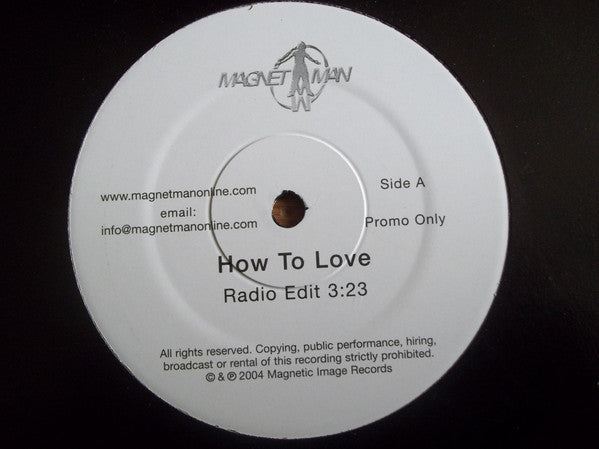 MAGNET MAN
MM
www.magnetmanonline.com
email:
info@magnetmanonline.com
Side A
Promo Only
How To Love
Radio Edit 3:23
All rights reserved. Copying, public performance, hiring,
broadcast or rental of this recording strictly prohibited.
© & ℗ 2004 Magnetic Image Records